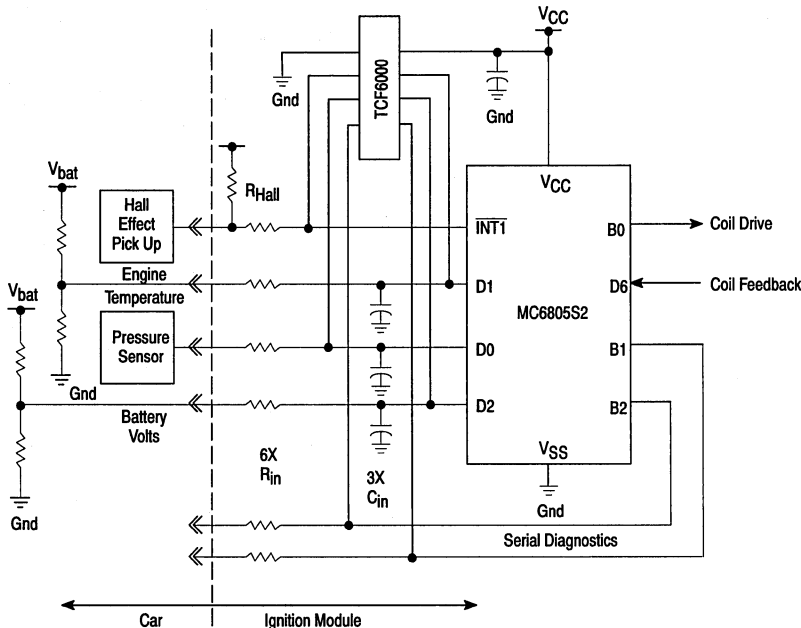 VCC
TCF6000
Gnd
Gnd
Vbat
RHall
Hall
Effect
Pick Up
VCC
INT1
B0
Coil Drive
Engine
Temperature
D1
D6
Coil Feedback
Vbat
MC6805S2
Pressure
Sensor
D0
B1
Gnd
Battery
Volts
D2
B2
6X
Rin
3X
Cin
VSS
Gnd
Gnd
Serial Diagnostics
Car
Ignition Module